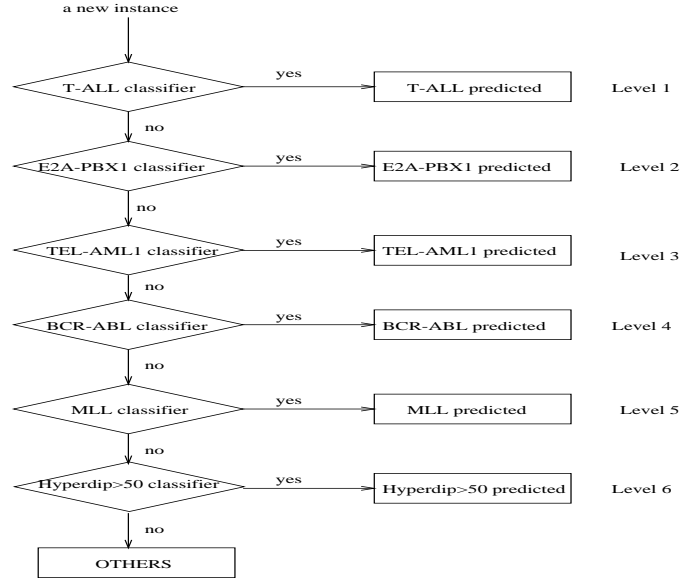 a new instance
T-ALL classifier
yes
T-ALL predicted
Level 1
no
E2A-PBX1 classifier
yes
E2A-PBX1 predicted
Level 2
no
TEL-AML1 classifier
yes
TEL-AML1 predicted
Level 3
no
BCR-ABL classifier
yes
BCR-ABL predicted
Level 4
no
MLL classifier
yes
MLL predicted
Level 5
no
Hyperdip>50 classifier
yes
Hyperdip>50 predicted
Level 6
no
OTHERS